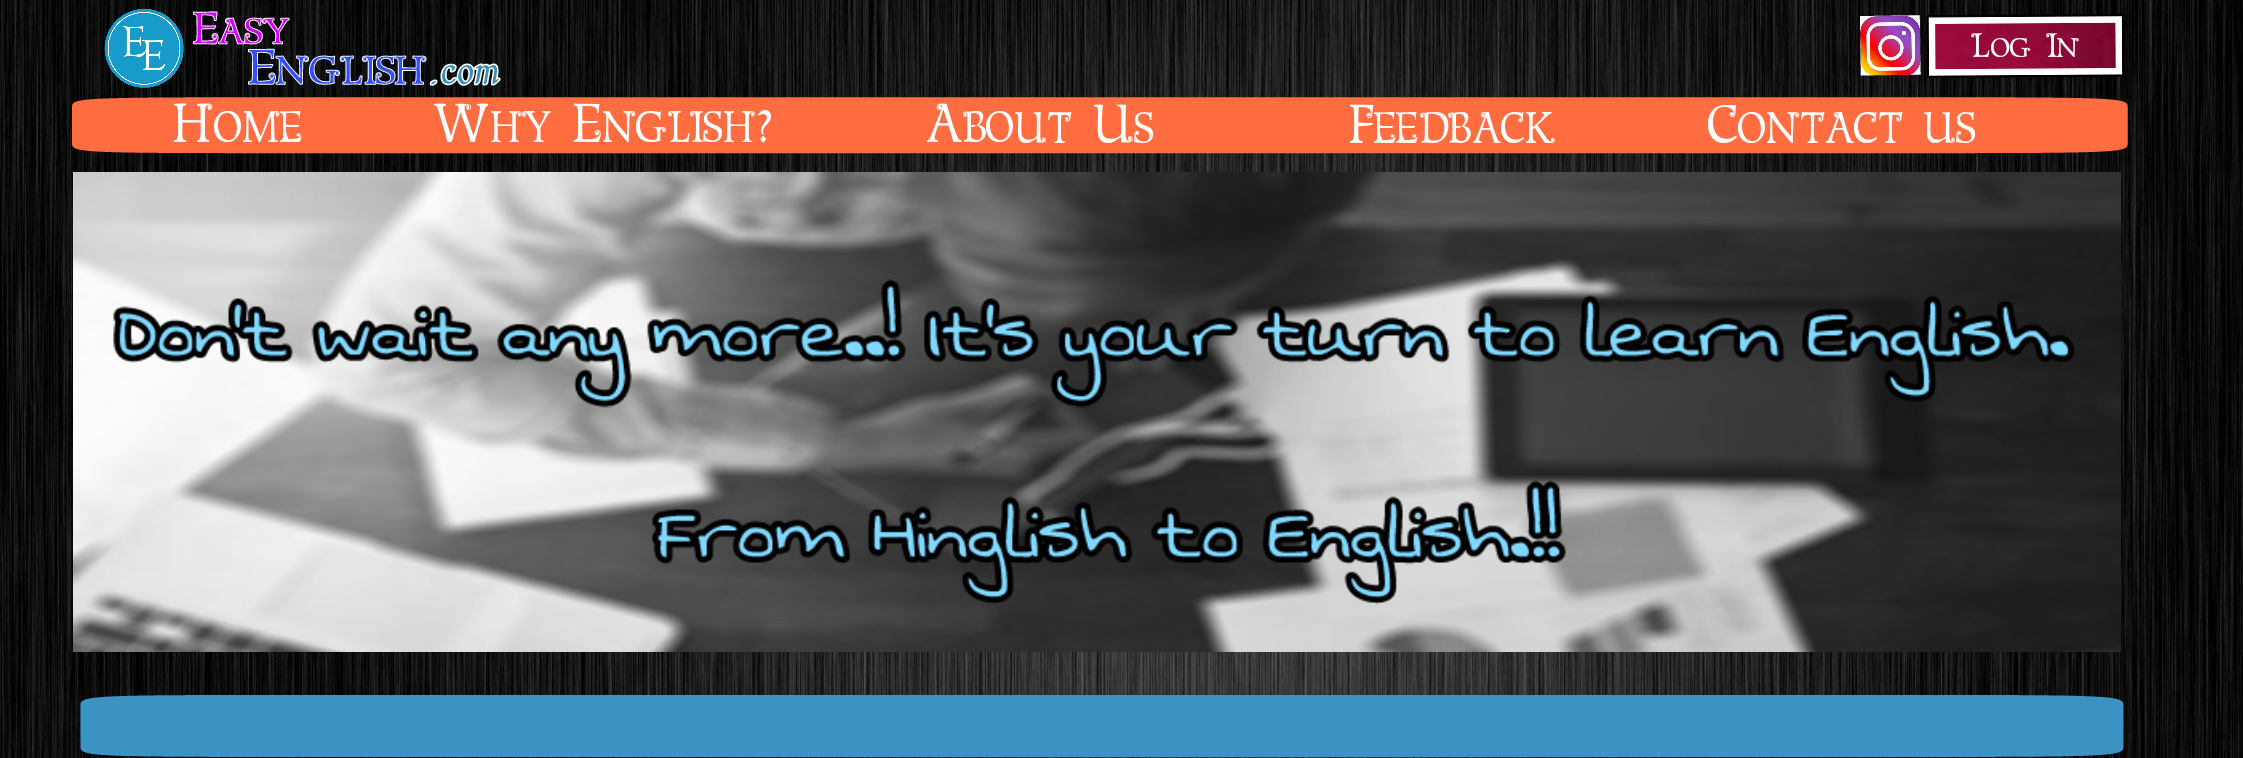 EE
EASY
ENGLISH.com
LOG IN
HOME WHY ENGLISH? ABOUT US FEEDBACK CONTACT US
Don't wait any more..! It's your turn to learn English.
From Hinglish to English.!!